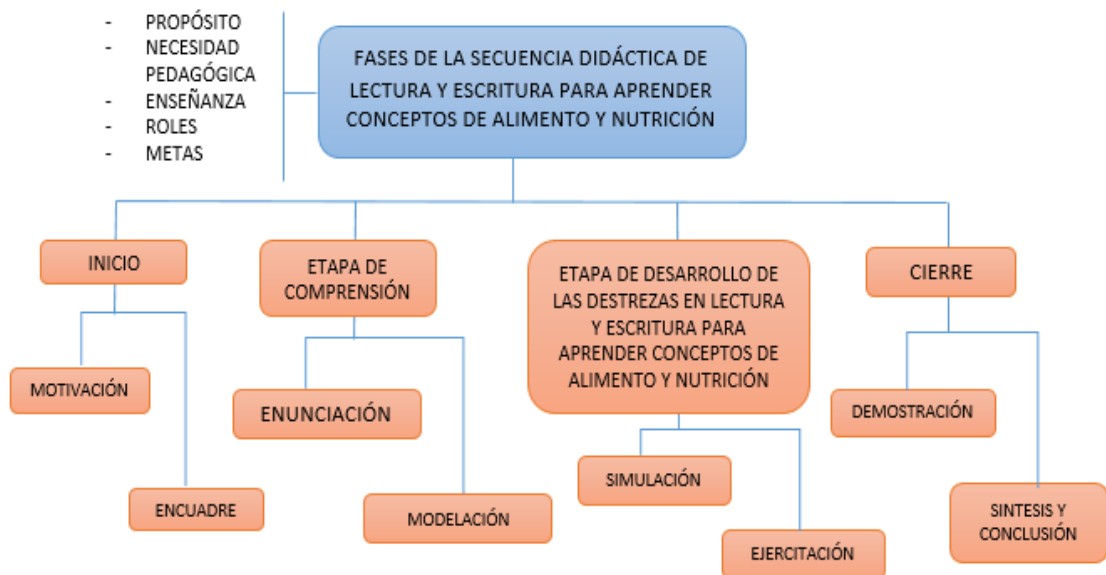 - PROPÓSITO
- NECESIDAD
PEDAGÓGICA
- ENSEÑANZA
- ROLES
- METAS
FASES DE LA SECUENCIA DIDÁCTICA DE
LECTURA Y ESCRITURA PARA APRENDER
CONCEPTOS DE ALIMENTO Y NUTRICIÓN
INICIO
ETAPA DE
COMPRENSIÓN
ETAPA DE DESARROLLO DE
LAS DESTREZAS EN LECTURA
Y ESCRITURA PARA
APRENDER CONCEPTOS DE
ALIMENTO Y NUTRICIÓN
CIERRE
MOTIVACIÓN
ENCUADRE
ENUNCIACIÓN
MODELACIÓN
SIMULACIÓN
EJERCITACIÓN
DEMOSTRACIÓN
SINTESIS Y
CONCLUSIÓN